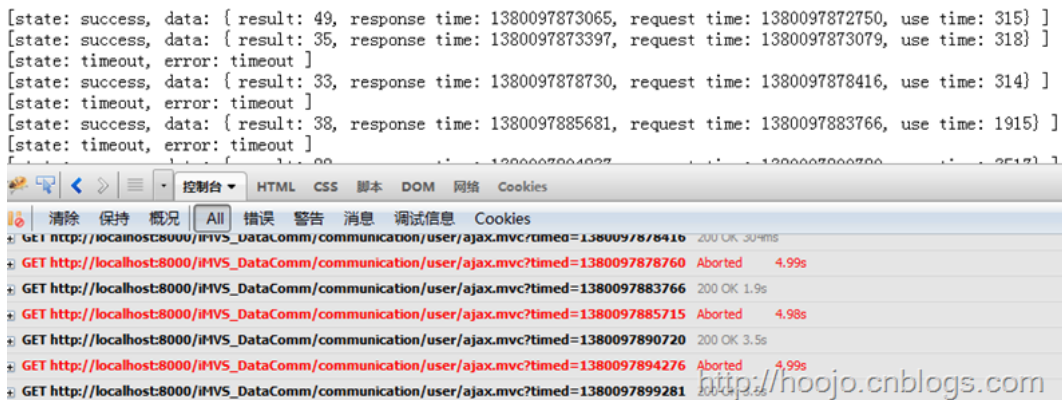 [state: success, data: { result: 49, response time: 1380097873065, request time: 1380097872750, use time: 315} ]
[state: success, data: { result: 35, response time: 1380097873397, request time: 1380097873079, use time: 318} ]
[state: timeout, error: timeout ]
[state: success, data: { result: 33, response time: 1380097878730, request time: 1380097878416, use time: 314} ]
[state: timeout, error: timeout ]
[state: success, data: { result: 38, response time: 1380097885681, request time: 1380097883766, use time: 1915} ]
[state: timeout, error: timeout ]
控制台 HTML CSS 脚本 DOM 网络 Cookies
清除 保持 概况 All 错误 警告 消息 调试信息 Cookies
GET http://localhost:8000/iMVS_DataComm/communication/user/ajax.mvc?timed=1380097878416 200 OK 304ms
GET http://localhost:8000/iMVS_DataComm/communication/user/ajax.mvc?timed=1380097878760 Aborted 4.99s
GET http://localhost:8000/iMVS_DataComm/communication/user/ajax.mvc?timed=1380097883766 200 OK 1.9s
GET http://localhost:8000/iMVS_DataComm/communication/user/ajax.mvc?timed=1380097885715 Aborted 4.98s
GET http://localhost:8000/iMVS_DataComm/communication/user/ajax.mvc?timed=1380097890720 200 OK 3.5s
GET http://localhost:8000/iMVS_DataComm/communication/user/ajax.mvc?timed=1380097894276 Aborted 4.99s
GET http://localhost:8000/iMVS_DataComm/communication/user/ajax.mvc?timed=1380097899281
http://hoojo.cnblogs.com